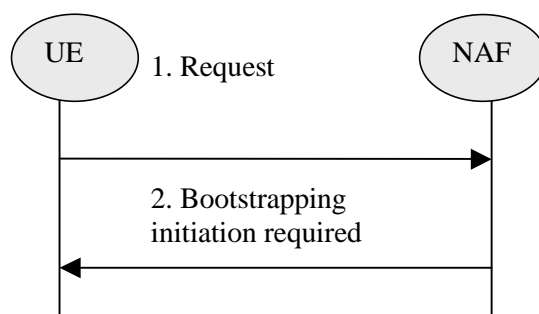 UE
NAF
1. Request
2. Bootstrapping
initiation required